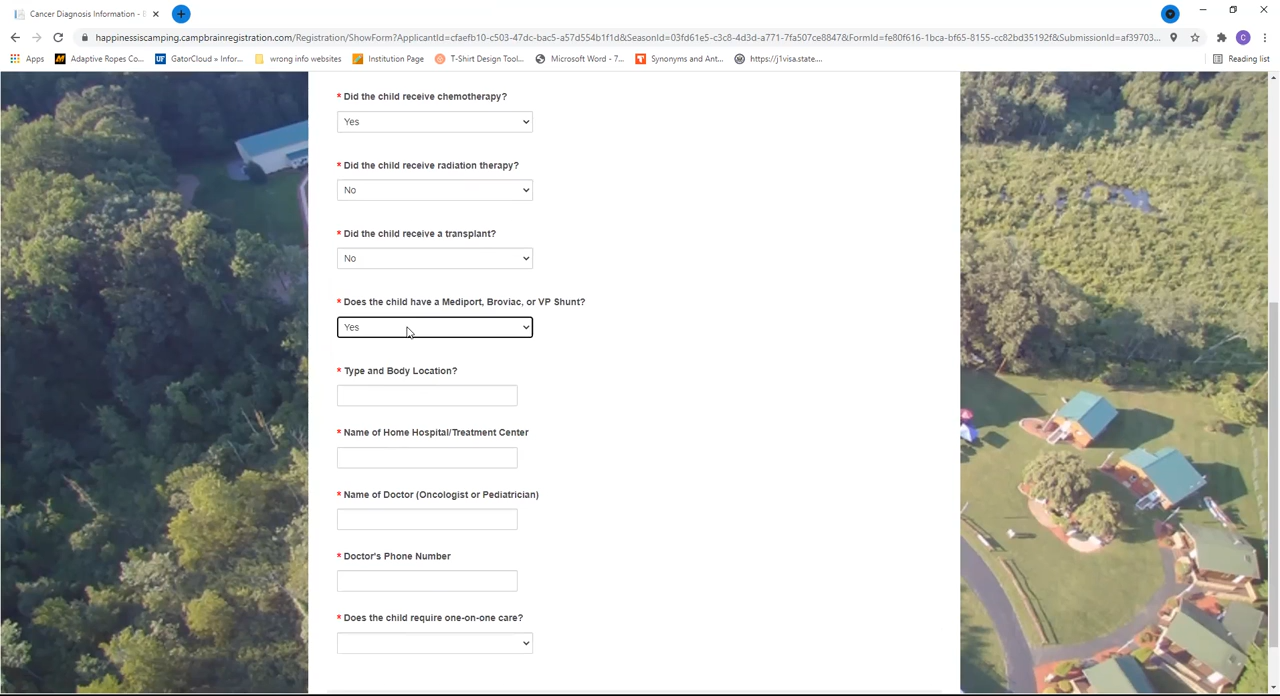 Cancer Diagnosis Information - E
happinessiscamping.campbrainregistration.com/Registration/ShowForm?ApplicantId=cfaefb10-c503-47dc-bac5-a57d554b1f1d&SeasonId=03fd61e5-c3c8-4d3d-a771-7fa507ce8847&FormId=fe80f616-1bca-bf65-8155-cc82bd35192f&SubmissionId=af39703...
C
Apps
Adaptive Ropes Co...
UF GatorCloud » Infor...
wrong info websites
Institution Page
T-Shirt Design Tool...
Microsoft Word - 7...
T Synonyms and Ant...
https://j1visa.state....
Reading list
* Did the child receive chemotherapy?
Yes
* Did the child receive radiation therapy?
No
* Did the child receive a transplant?
No
* Does the child have a Mediport, Broviac, or VP Shunt?
Yes
* Type and Body Location?
* Name of Home Hospital/Treatment Center
* Name of Doctor (Oncologist or Pediatrician)
* Doctor's Phone Number
* Does the child require one-on-one care?